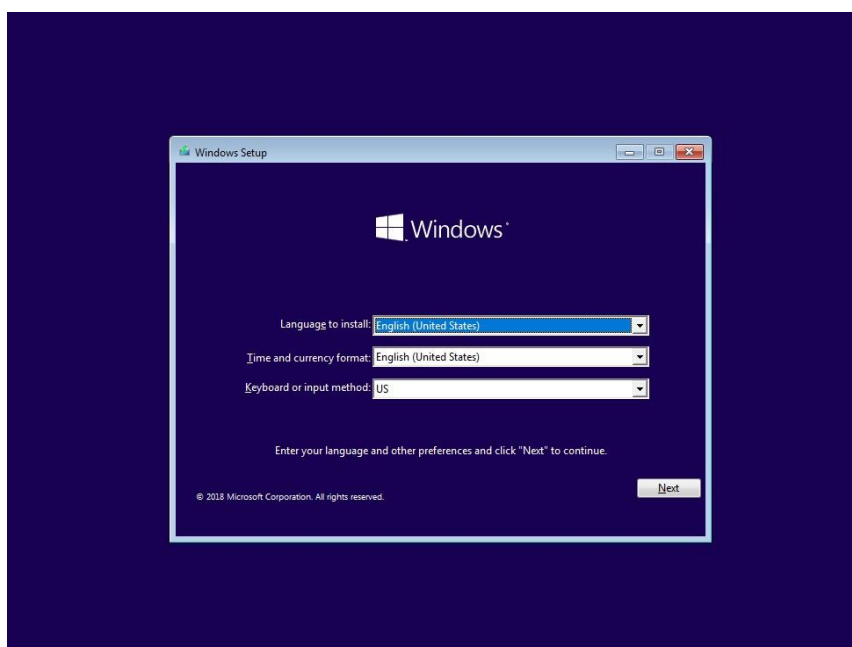 Windows Setup
Windows
Language to install: English (United States)
Time and currency format: English (United States)
Keyboard or input method: US
Enter your language and other preferences and click "Next" to continue.
Next
© 2018 Microsoft Corporation. All rights reserved.